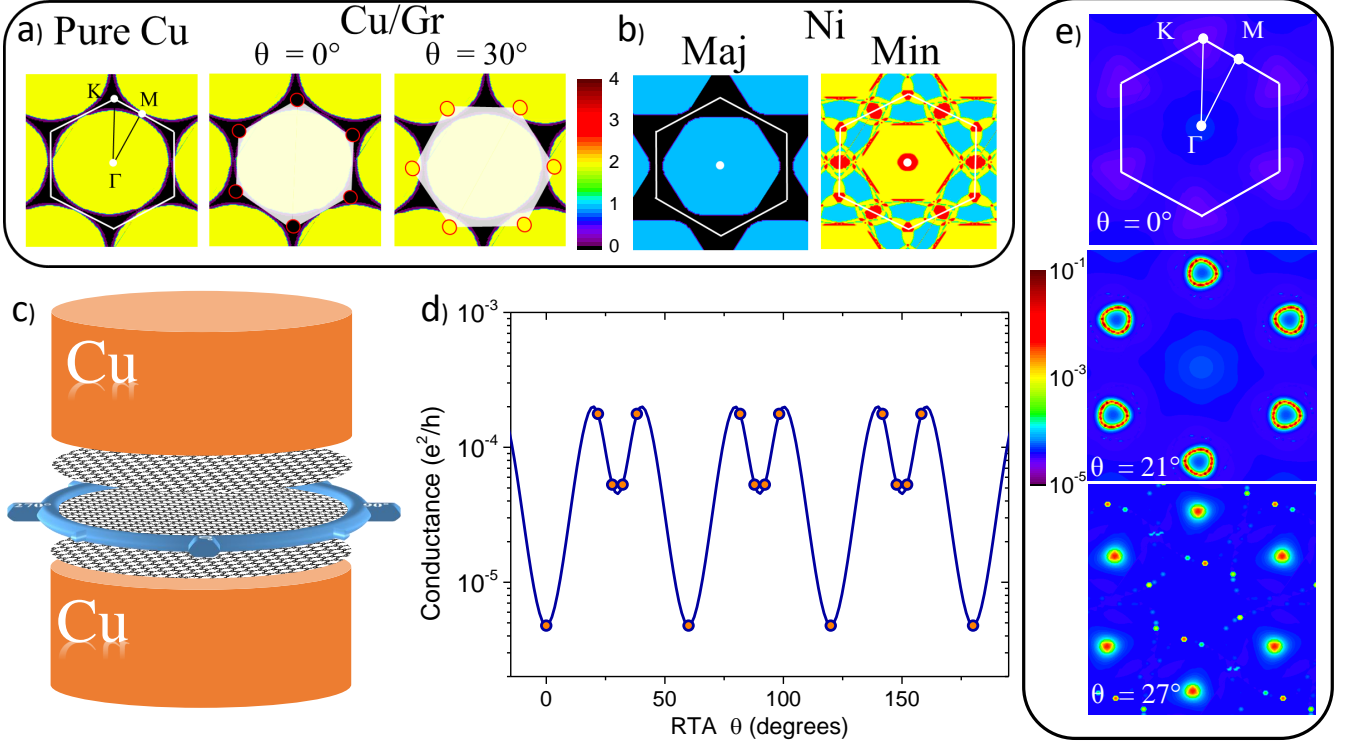 a) Pure Cu
Cu/Gr
θ = 0°
θ = 30°
K
M
Γ
4
3
2
1
0
b) Ni
Maj
Min
c)
Cu
Cu
d)
Conductance (e²/h)
10⁻³
10⁻⁴
10⁻⁵
0
50
100
150
RTA θ (degrees)
e)
K
M
Γ
θ = 0°
10⁻¹
10⁻³
10⁻⁵
θ = 21°
θ = 27°